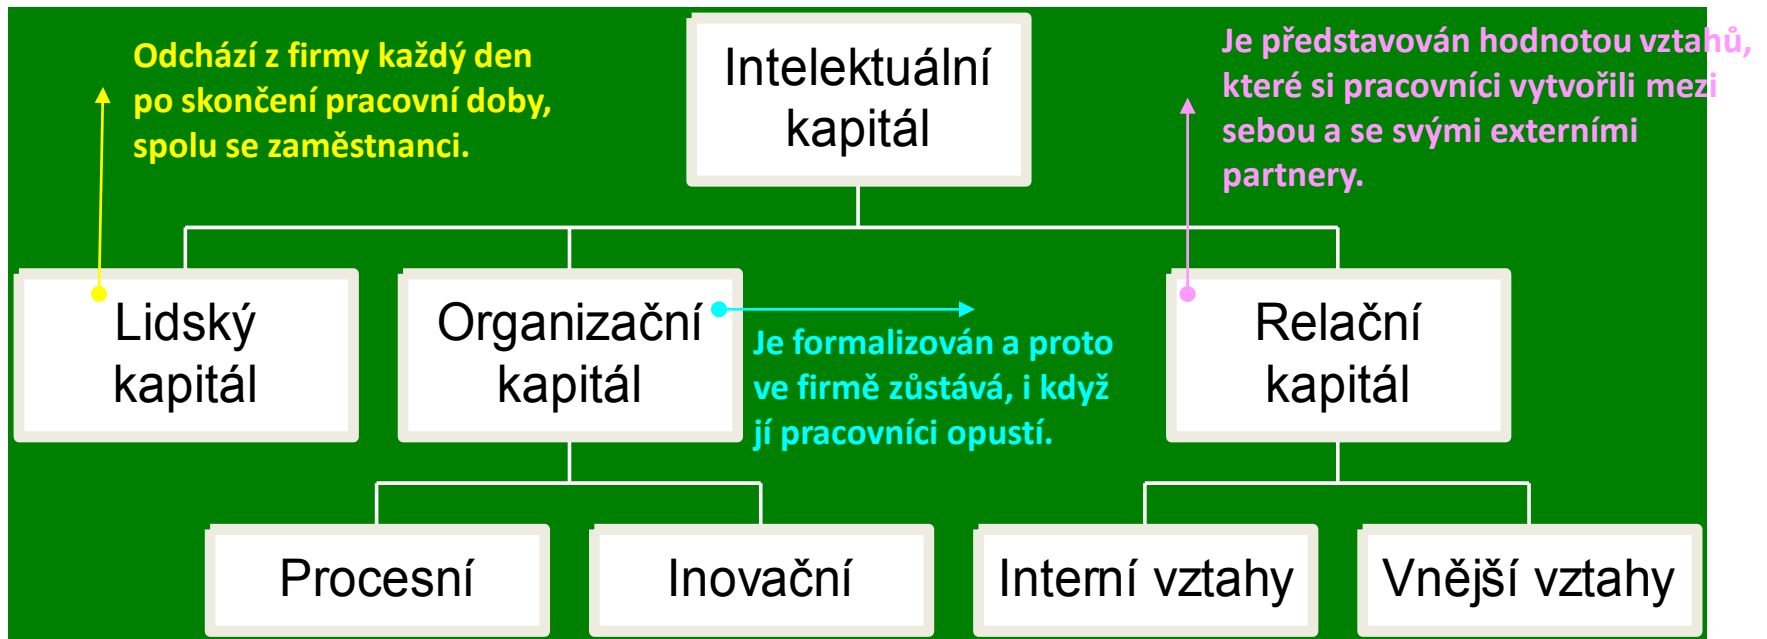 Odchází z firmy každý den
po skončení pracovní doby,
spolu se zaměstnanci.
Intelektuální
kapitál
Je představován hodnotou vztahů,
které si pracovníci vytvořili mezi
sebou a se svými externími
partnery.
Lidský
kapitál
Organizační
kapitál
Je formalizován a proto
ve firmě zůstává, i když
jí pracovníci opustí.
Relační
kapitál
Procesní
Inovační
Interní vztahy
Vnější vztahy